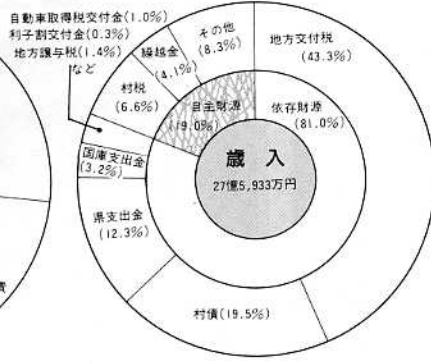 自動車取得税交付金(1.0%)
利子割交付金(0.3%)
地方譲与税(1.4%)
など
その他
(8.3%)
繰越金
(4.1%)
村税
(6.6%)
地方交付税
(43.3%)
自主財源
(19.0%)
依存財源
(81.0%)
歳入
27億5,933万円
国庫支出金
(3.2%)
県支出金
(12.3%)
村債(19.5%)
費